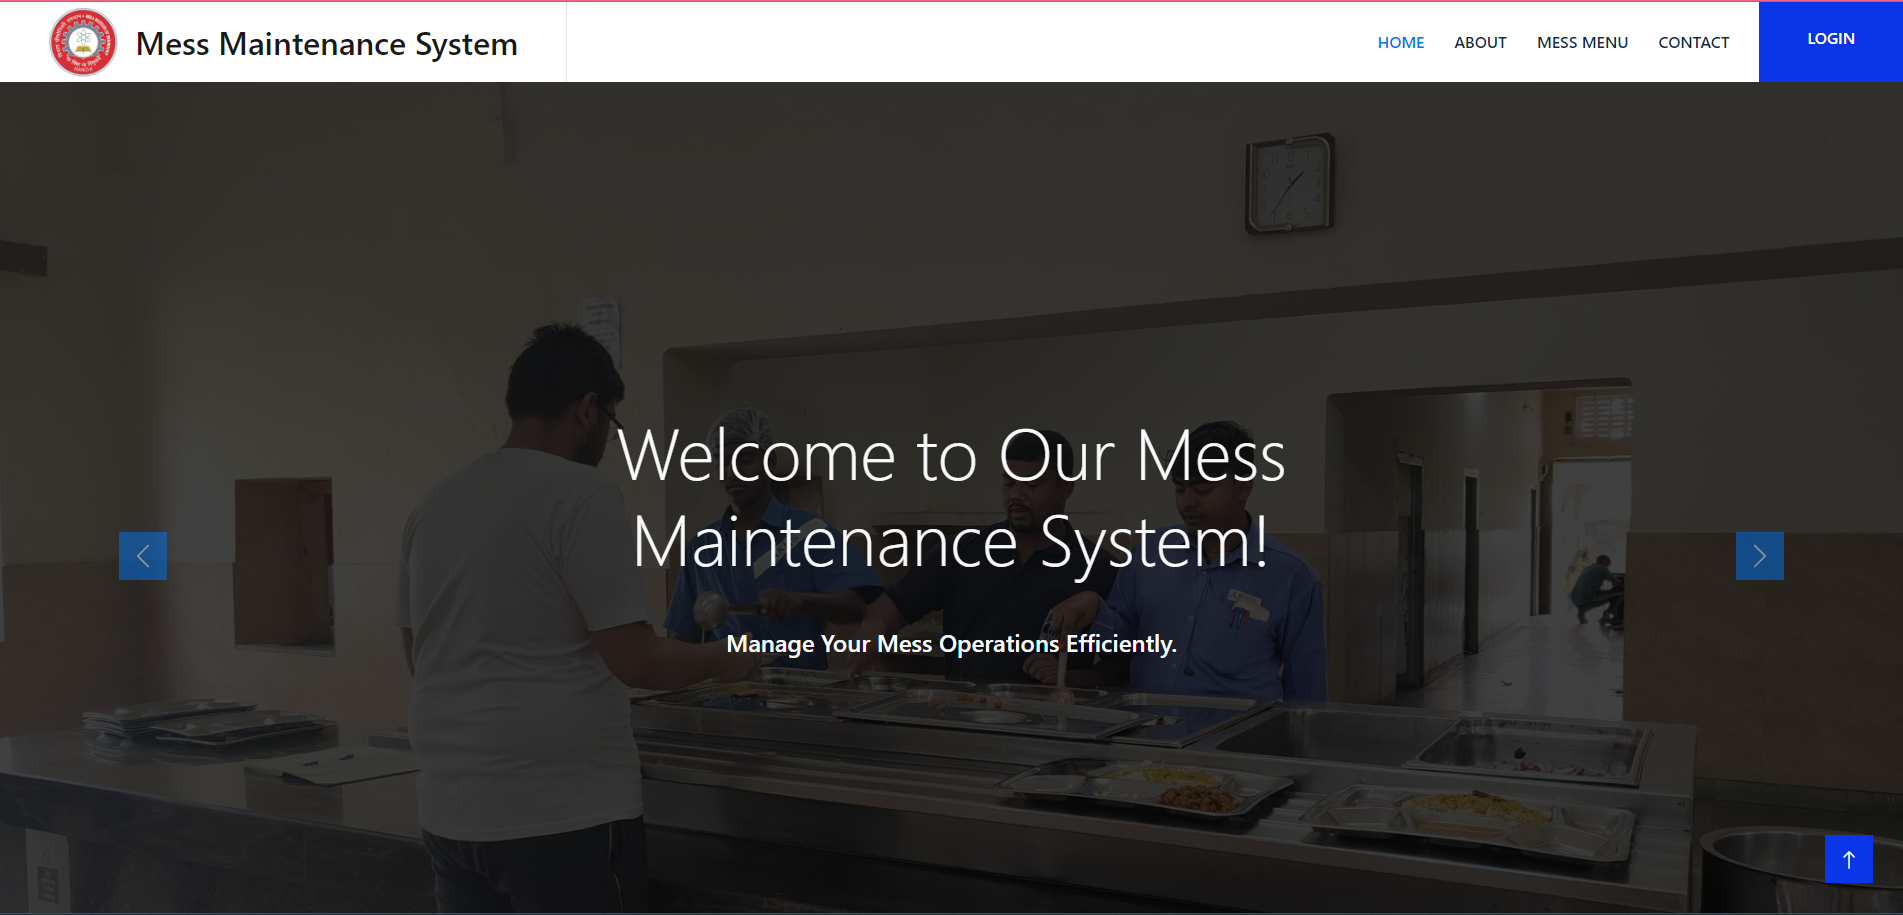 Mess Maintenance System
HOME
ABOUT
MESS MENU
CONTACT
LOGIN
Welcome to Our Mess
Maintenance System!
Manage Your Mess Operations Efficiently.